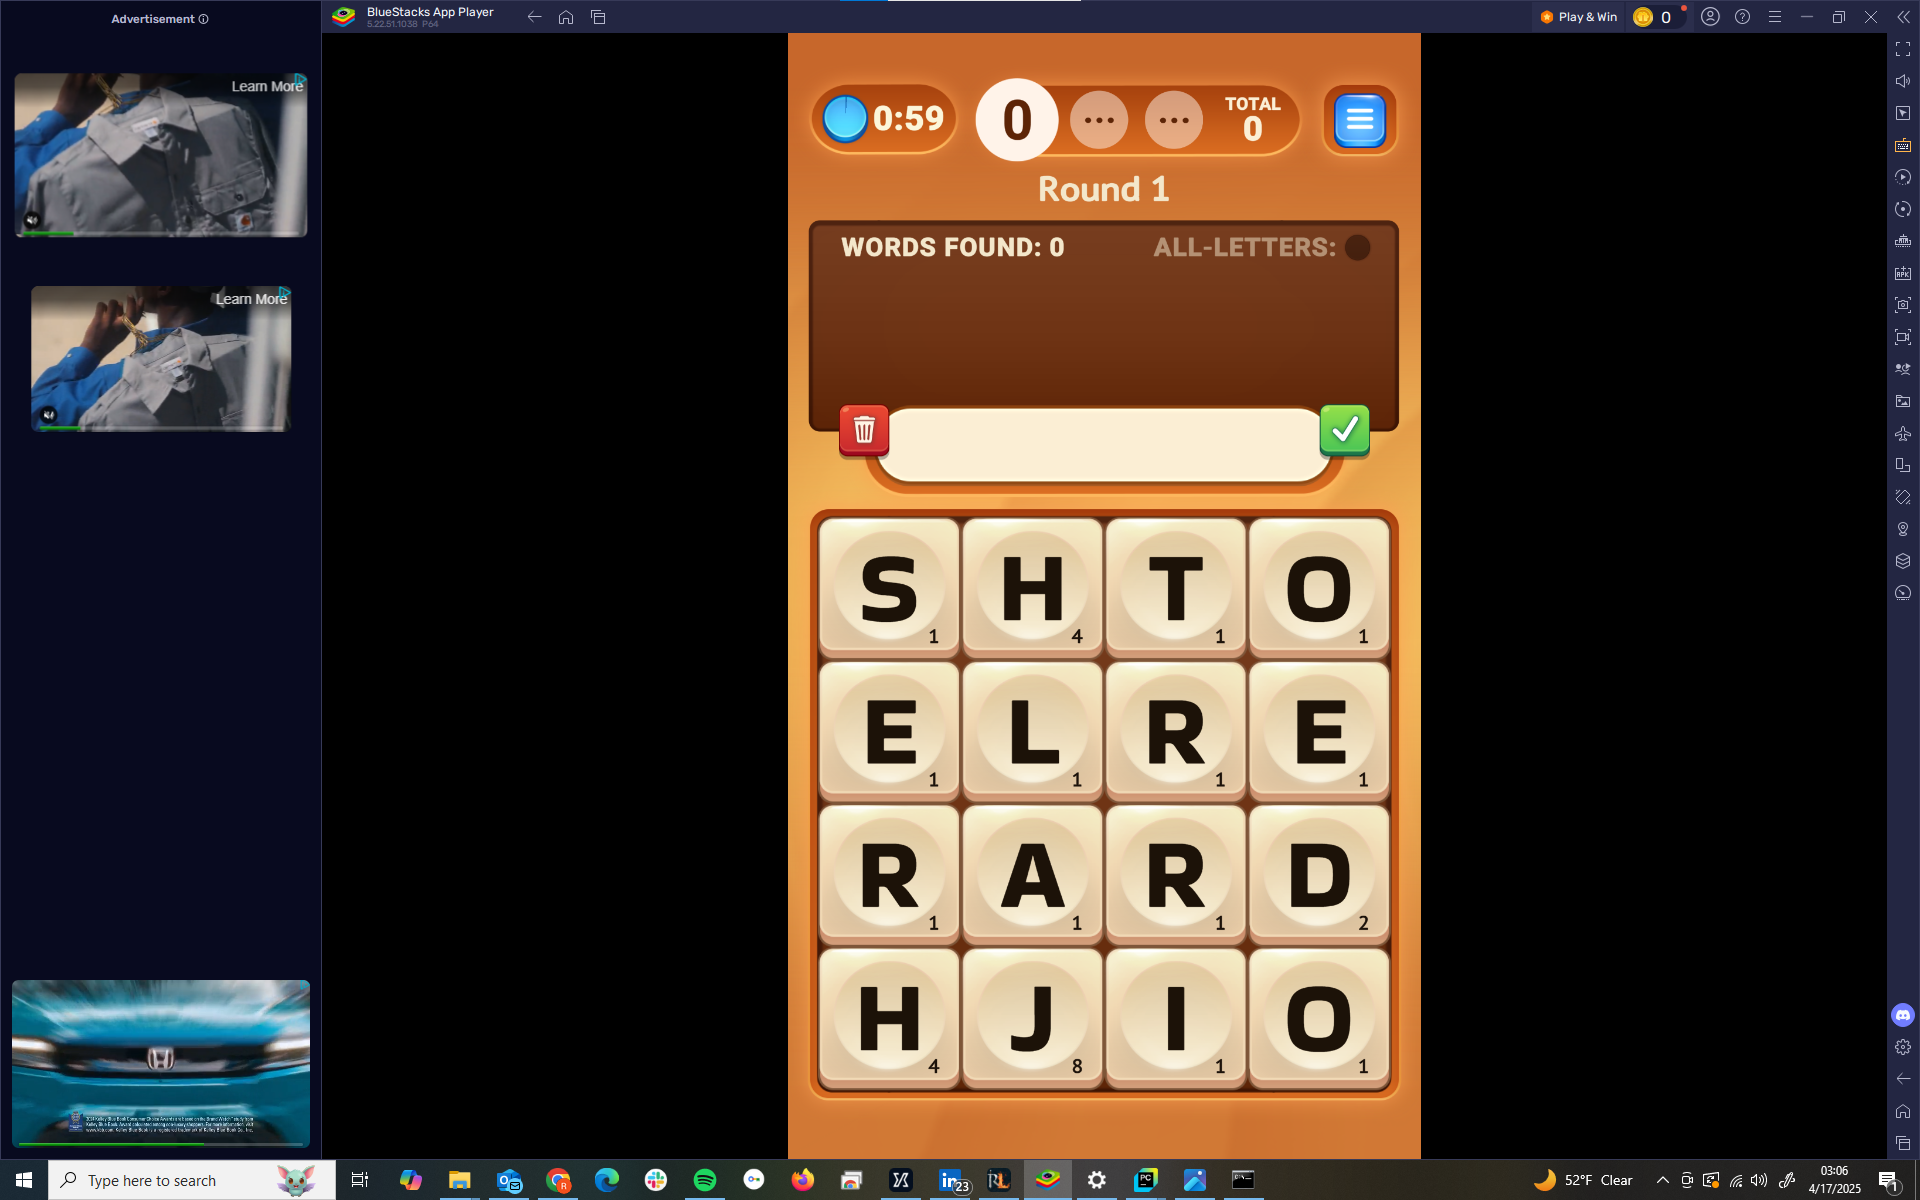 Advertisement
BlueStacks App Player
5.22.51.1038 P64
Play & Win
0
Learn More
Learn More
0:59
0
...
...
TOTAL
0
Round 1
WORDS FOUND: 0
ALL-LETTERS:
S 1
H 4
T 1
O 1
E 1
L 1
R 1
E 1
R 1
A 1
R 1
D 2
H 4
J 8
I 1
O 1
Type here to search
23
52°F Clear
03:06
4/17/2025
1